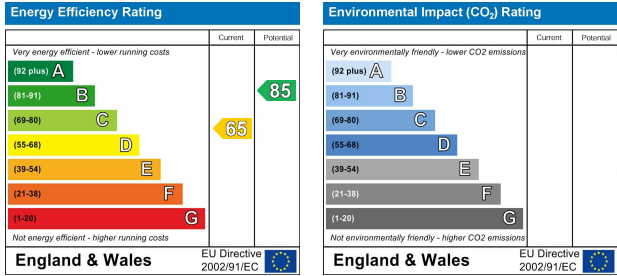 Energy Efficiency Rating
Current Potential
Very energy efficient - lower running costs
(92 plus) A
(81-91) B
85
(69-80) C
65
(55-68) D
(39-54) E
(21-38) F
(1-20) G
Not energy efficient - higher running costs
England & Wales
EU Directive
2002/91/EC
Environmental Impact (CO2) Rating
Current Potential
Very environmentally friendly - lower CO2 emissions
(92 plus) A
(81-91) B
(69-80) C
(55-68) D
(39-54) E
(21-38) F
(1-20) G
Not environmentally friendly - higher CO2 emissions
England & Wales
EU Directive
2002/91/EC